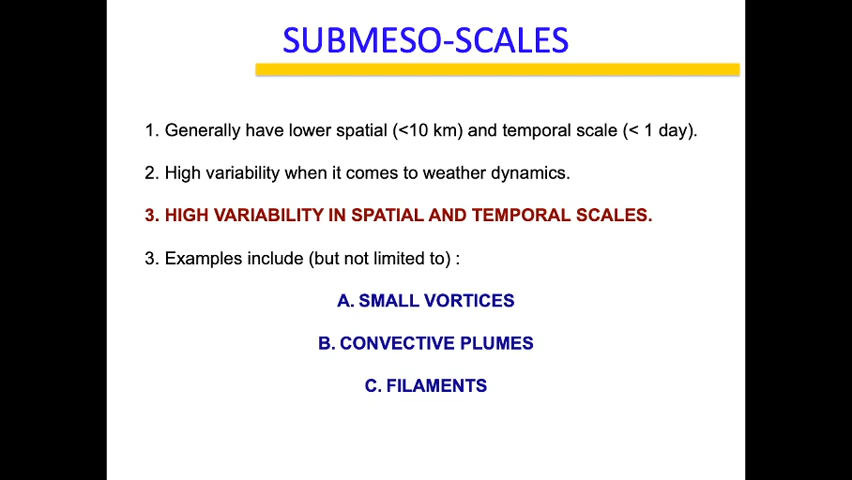 SUBMESO-SCALES
1. Generally have lower spatial (<10 km) and temporal scale (< 1 day).
2. High variability when it comes to weather dynamics.
3. HIGH VARIABILITY IN SPATIAL AND TEMPORAL SCALES.
3. Examples include (but not limited to) :
A. SMALL VORTICES
B. CONVECTIVE PLUMES
C. FILAMENTS